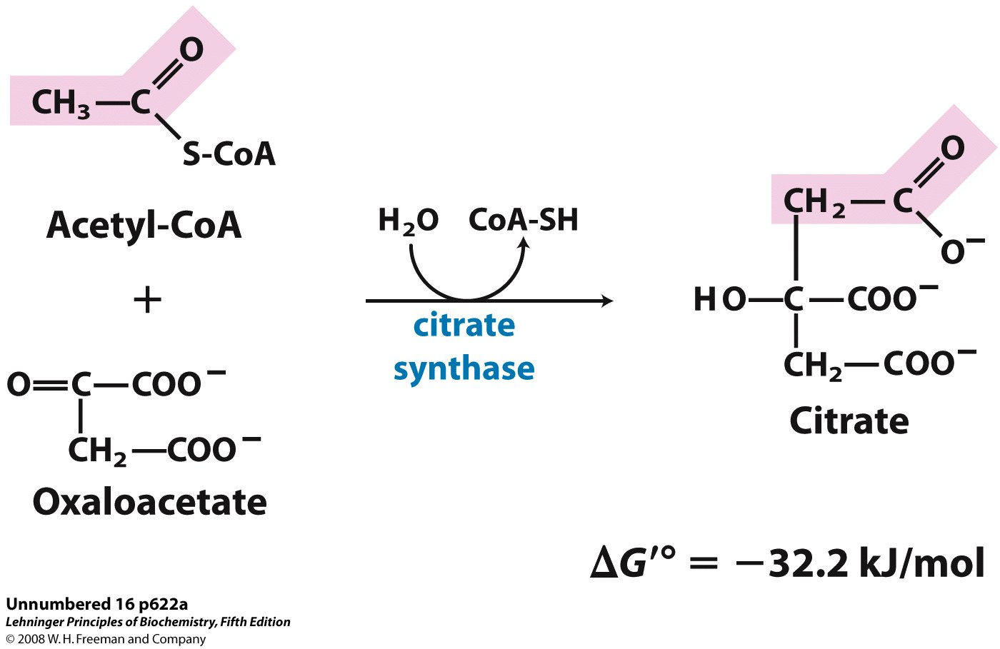 O
CH₃—C
S-CoA
Acetyl-CoA
+
O=C—COO⁻
CH₂—COO⁻
Oxaloacetate
H₂O CoA-SH
citrate
synthase
O
CH₂—C
O⁻
HO—C—COO⁻
CH₂—COO⁻
Citrate
ΔG′° = −32.2 kJ/mol
Unnumbered 16 p622a
Lehninger Principles of Biochemistry, Fifth Edition
© 2008 W. H. Freeman and Company